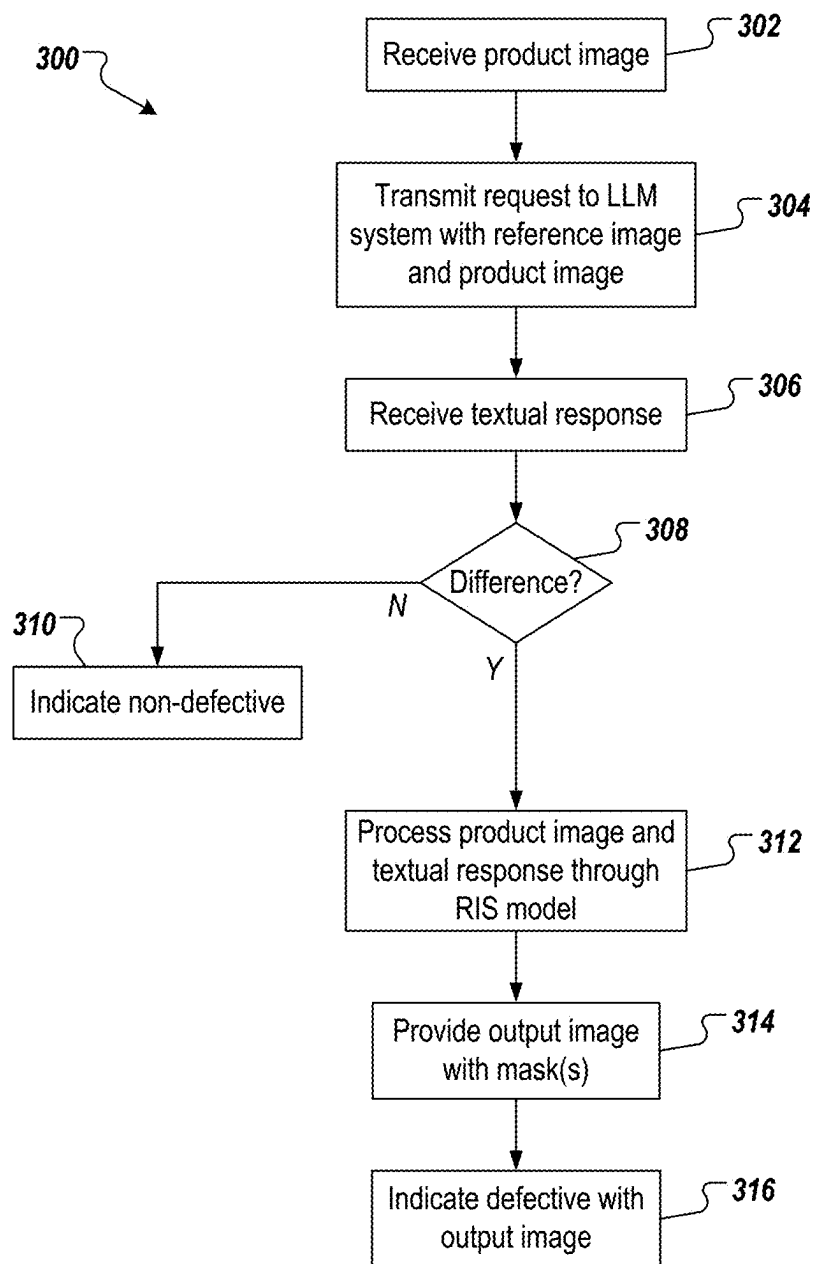 300
302
Receive product image
Transmit request to LLM
system with reference image
and product image
304
306
Receive textual response
308
Difference?
N
310
Y
Indicate non-defective
Process product image and
textual response through
RIS model
312
Provide output image
with mask(s)
314
Indicate defective with
output image
316